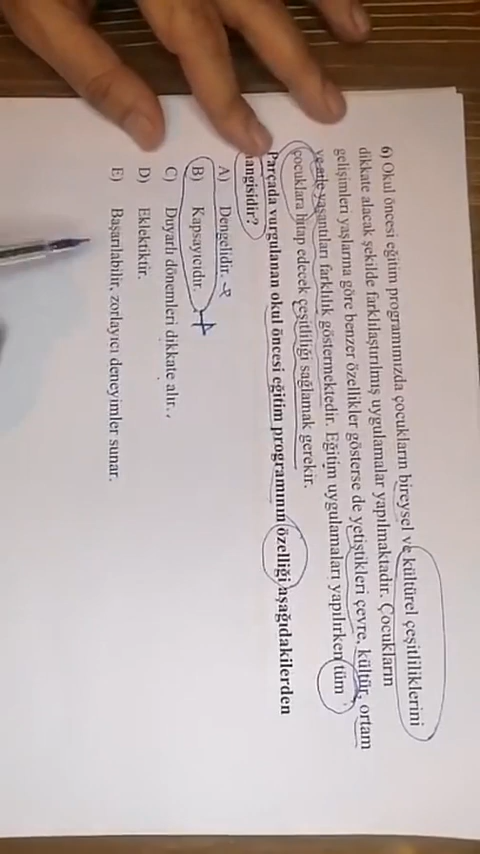 6) Okul öncesi eğitim programımızda çocukların bireysel ve kültürel çeşitliliklerini
dikkate alacak şekilde farklılaştırılmış uygulamalar yapılmaktadır. Çocukların
gelişimleri yaşlarına göre benzer özellikler gösterse de yetiştikleri çevre, kültür, ortam
ve aile yaşantıları farklılık göstermektedir. Eğitim uygulamaları yapılırken tüm
çocuklara hitap edecek çeşitliliği sağlamak gerekir.
Parçada vurgulanan okul öncesi eğitim programının özelliği aşağıdakilerden
hangisidir?
A) Dengelidir.
B) Kapsayıcıdır.
C) Duyarlı dönemleri dikkate alır.
D) Eklektiktir.
E) Başarılabilir, zorlayıcı deneyimler sunar.